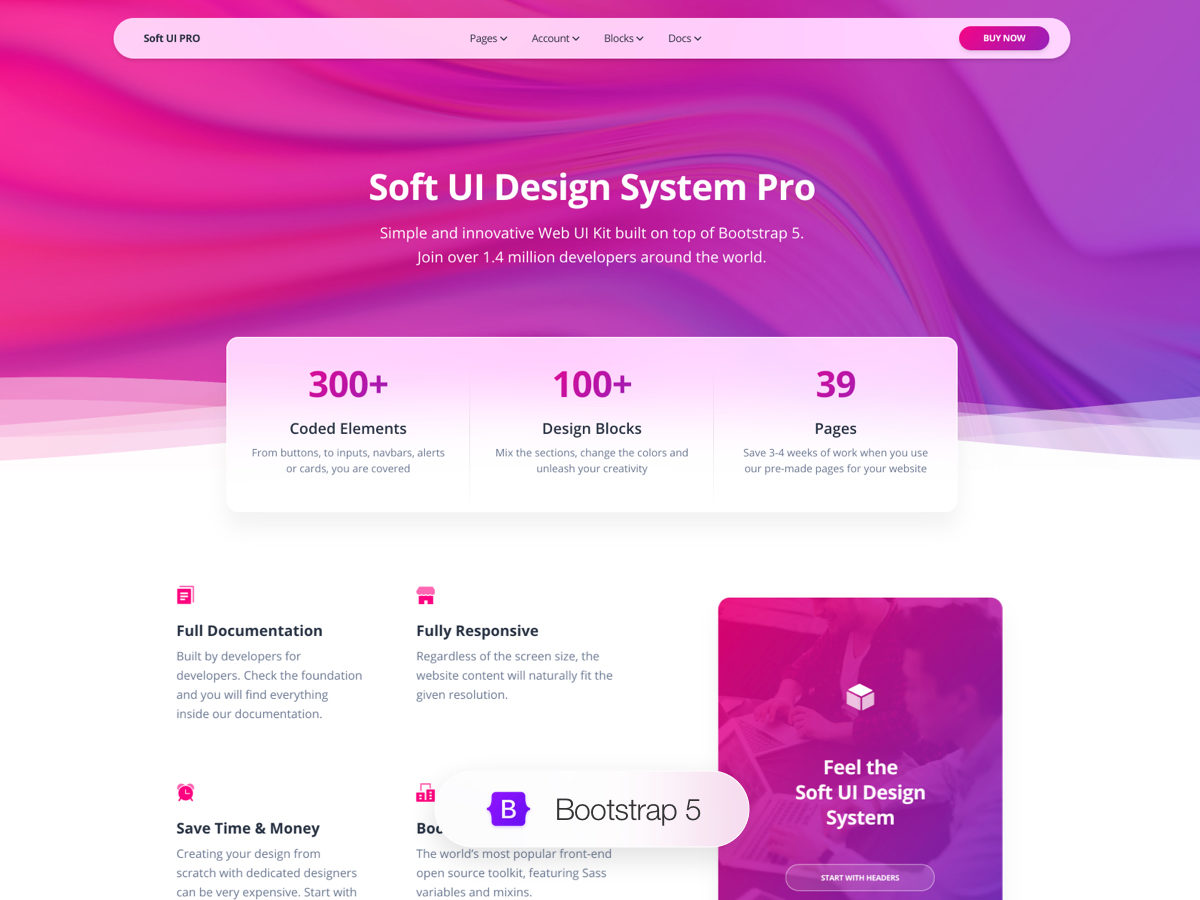 Soft UI PRO
Pages
Account
Blocks
Docs
BUY NOW
Soft UI Design System Pro
Simple and innovative Web UI Kit built on top of Bootstrap 5.
Join over 1.4 million developers around the world.
300+
Coded Elements
From buttons, to inputs, navbars, alerts
or cards, you are covered
100+
Design Blocks
Mix the sections, change the colors and
unleash your creativity
39
Pages
Save 3-4 weeks of work when you use
our pre-made pages for your website
Full Documentation
Built by developers for
developers. Check the foundation
and you will find everything
inside our documentation.
Fully Responsive
Regardless of the screen size, the
website content will naturally fit the
given resolution.
Save Time & Money
Creating your design from
scratch with dedicated designers
can be very expensive. Start with
The world's most popular front-end
open source toolkit, featuring Sass
variables and mixins.
B
Bootstrap 5
Feel the
Soft UI Design
System
START WITH HEADERS